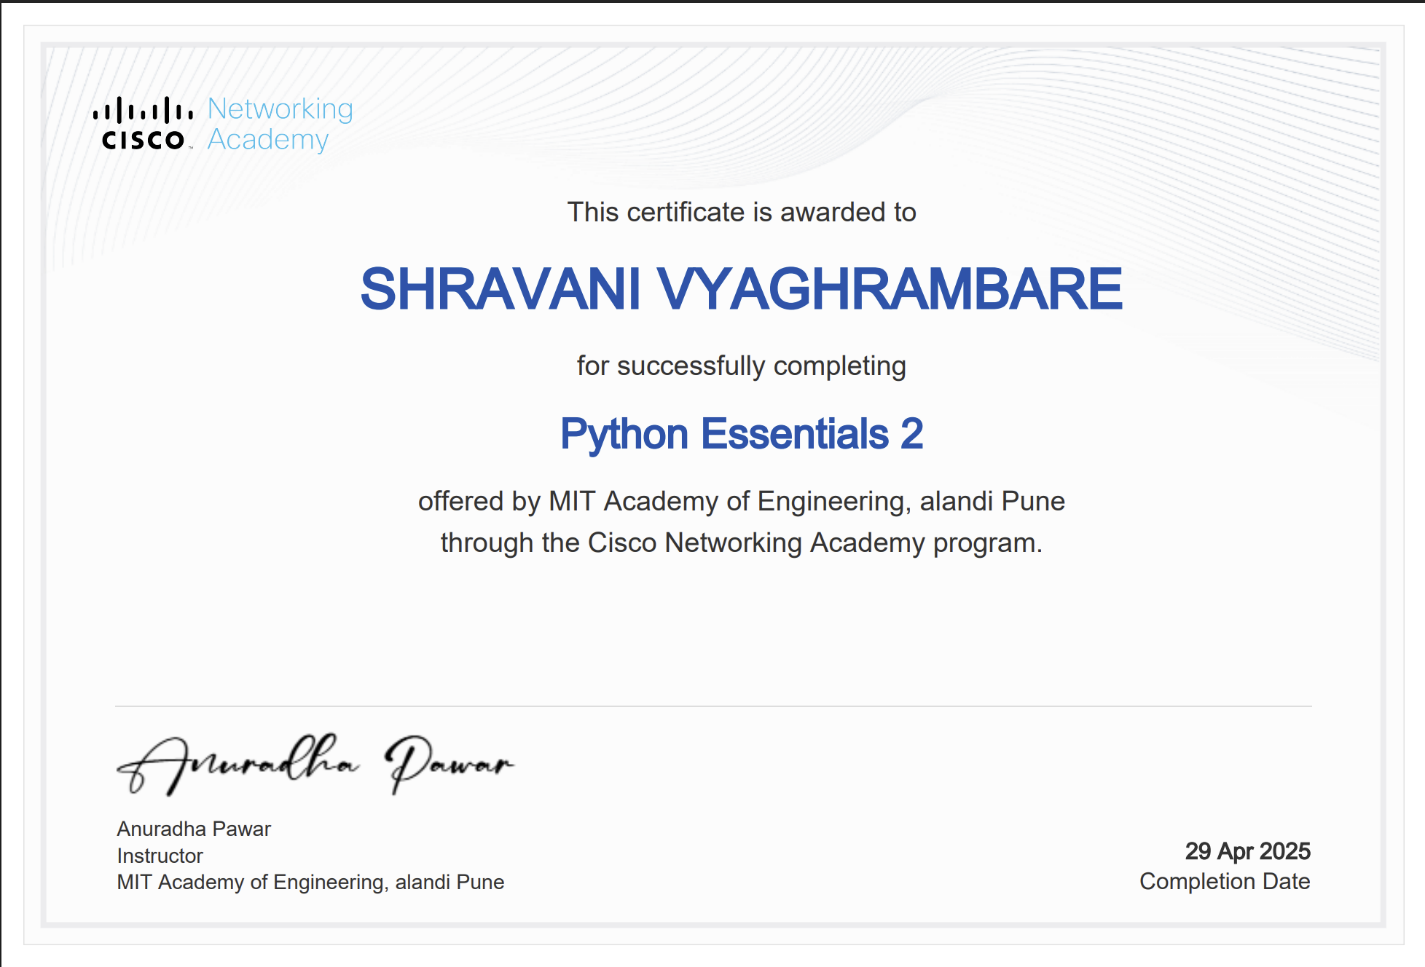 CISCO
Networking
Academy
This certificate is awarded to
SHRAVANI VYAGHRAMBARE
for successfully completing
Python Essentials 2
offered by MIT Academy of Engineering, alandi Pune
through the Cisco Networking Academy program.
Anuradha Pawar
Anuradha Pawar
Instructor
MIT Academy of Engineering, alandi Pune
29 Apr 2025
Completion Date